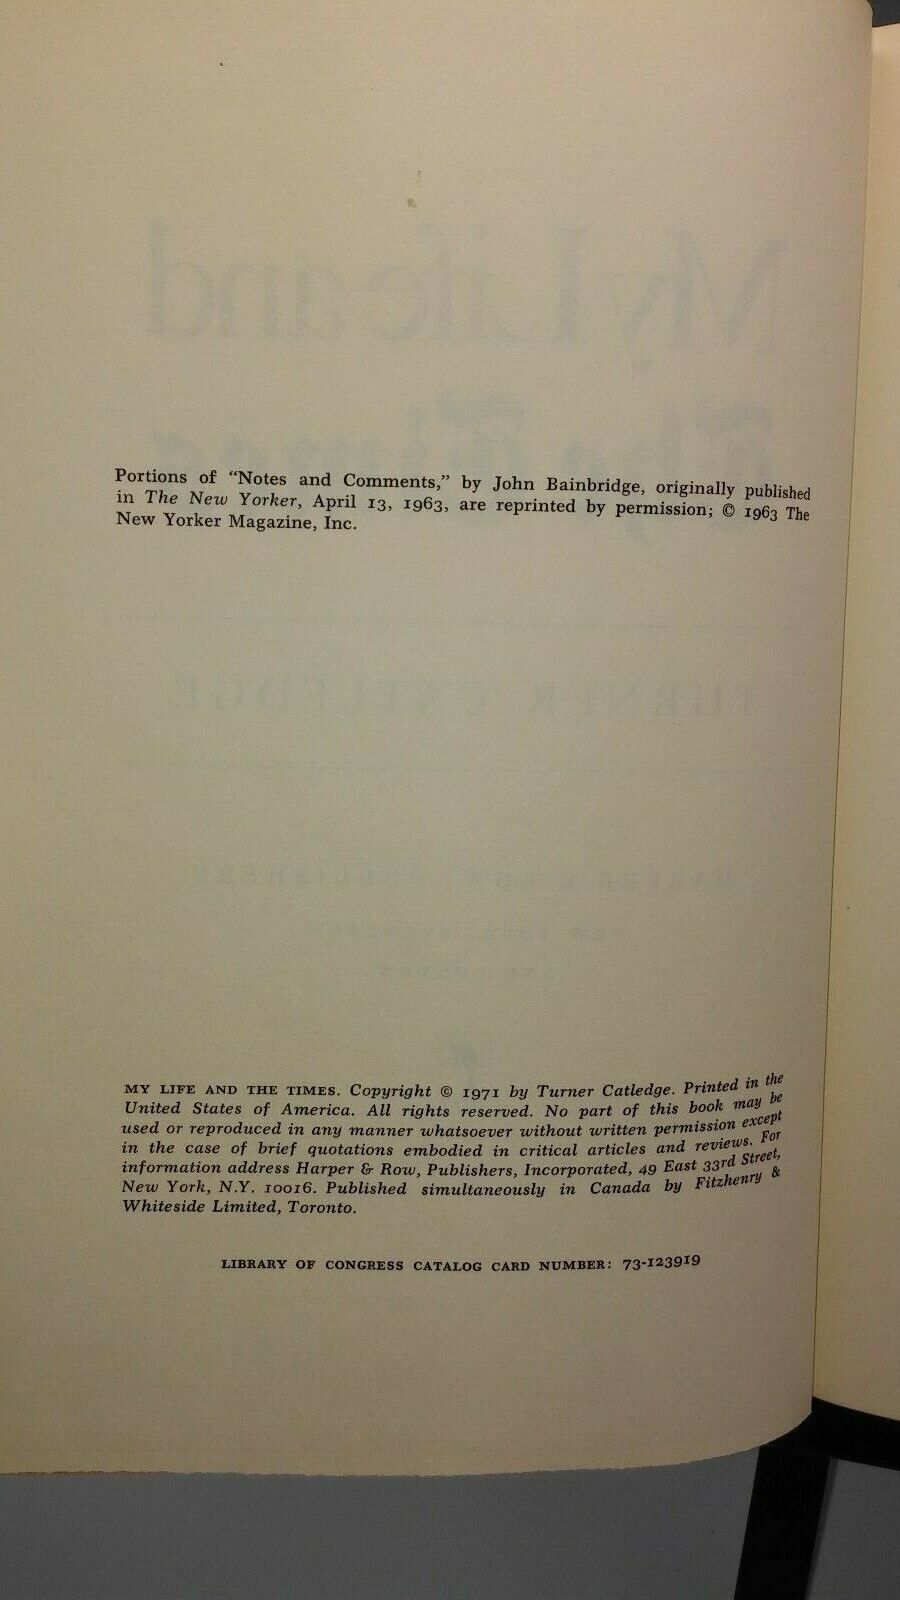 Portions of "Notes and Comments," by John Bainbridge, originally published
in The New Yorker, April 13, 1963, are reprinted by permission; © 1963 The
New Yorker Magazine, Inc.
MY LIFE AND THE TIMES. Copyright © 1971 by Turner Catledge. Printed in the
United States of America. All rights reserved. No part of this book may be
used or reproduced in any manner whatsoever without written permission except
in the case of brief quotations embodied in critical articles and reviews. For
information address Harper & Row, Publishers, Incorporated, 49 East 33rd Street,
New York, N.Y. 10016. Published simultaneously in Canada by Fitzhenry &
Whiteside Limited, Toronto.
LIBRARY OF CONGRESS CATALOG CARD NUMBER: 73-123919